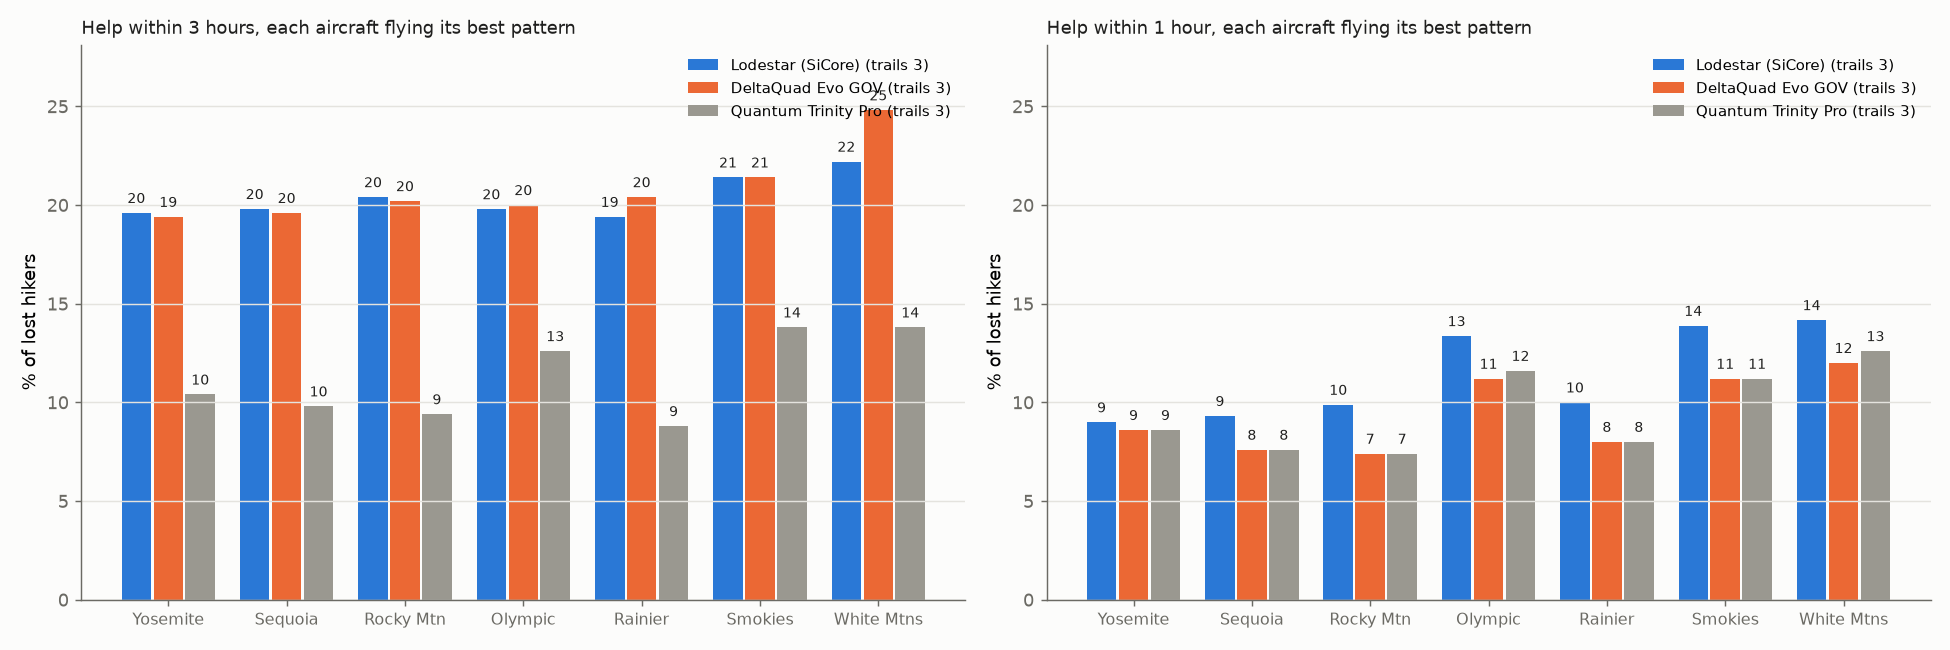 Help within 3 hours, each aircraft flying its best pattern
Lodestar (SiCore) (trails 3)
DeltaQuad Evo GOV (trails 3)
Quantum Trinity Pro (trails 3)
% of lost hikers
25
20
15
10
5
0
20 19 10
20 20 10
20 20 9
20 20 13
19 20 9
21 21 14
22 25 14
Yosemite Sequoia Rocky Mtn Olympic Rainier Smokies White Mtns
Help within 1 hour, each aircraft flying its best pattern
Lodestar (SiCore) (trails 3)
DeltaQuad Evo GOV (trails 3)
Quantum Trinity Pro (trails 3)
% of lost hikers
25
20
15
10
5
0
9 9 9
9 8 8
10 7 7
13 11 12
10 8 8
14 11 11
14 12 13
Yosemite Sequoia Rocky Mtn Olympic Rainier Smokies White Mtns